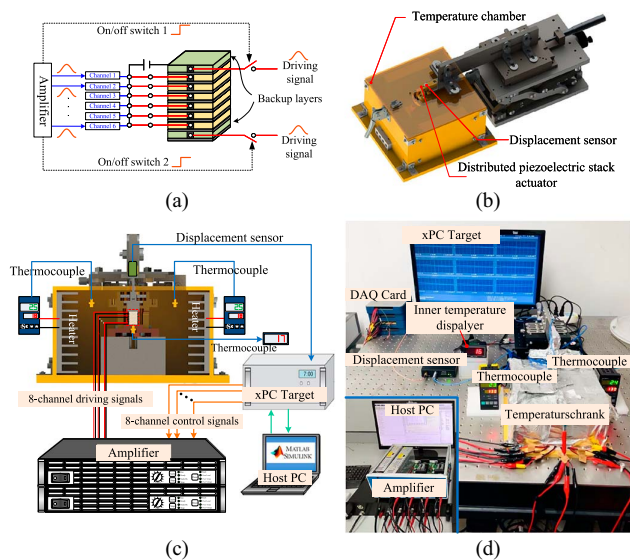 On/off switch 1
Amplifier
Channel 1
Channel 2
Channel 3
Channel 4
Channel 5
Channel 6
Driving
signal
Backup layers
Driving
signal
On/off switch 2
(a)
Temperature chamber
Displacement sensor
Distributed piezoelectric stack
actuator
(b)
Displacement sensor
Thermocouple
Thermocouple
Heater
Heater
Thermocouple
7:00
xPC Target
8-channel driving signals
8-channel control signals
Amplifier
MATLAB
SIMULINK
Host PC
(c)
xPC Target
DAQ Card
Inner temperature
dispalyer
Displacement sensor
Thermocouple
Thermocouple
Host PC
Temperaturschrank
Amplifier
(d)